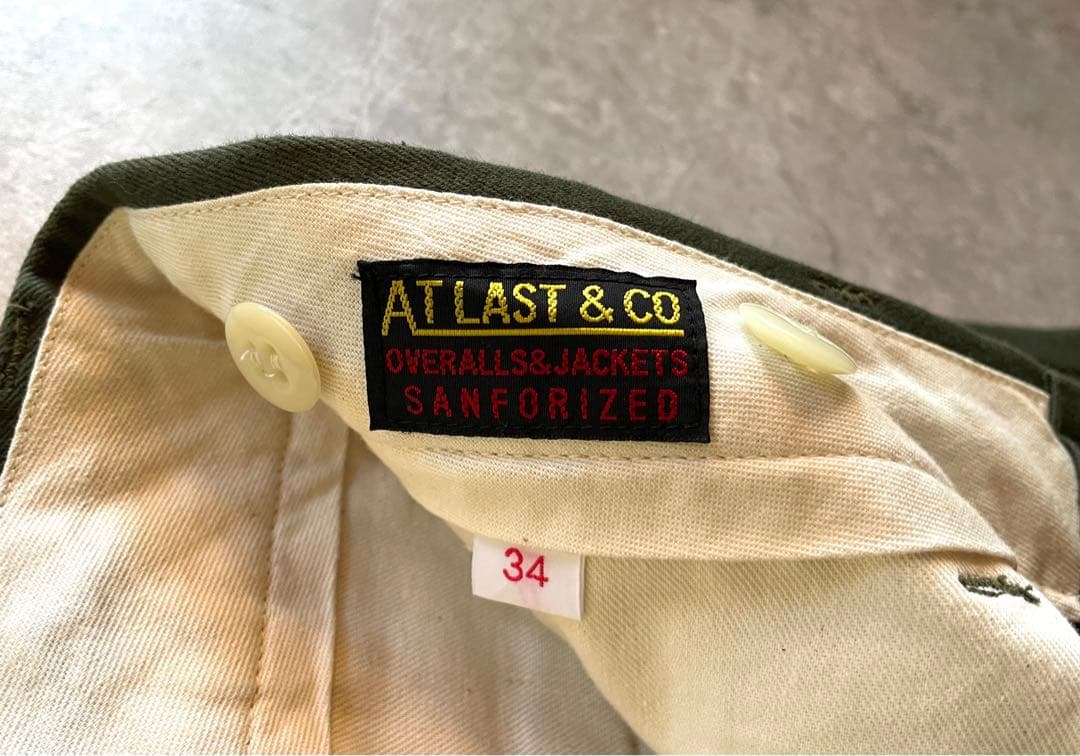 AT LAST & CO
OVERALLS&JACKETS
SANFORIZED
34